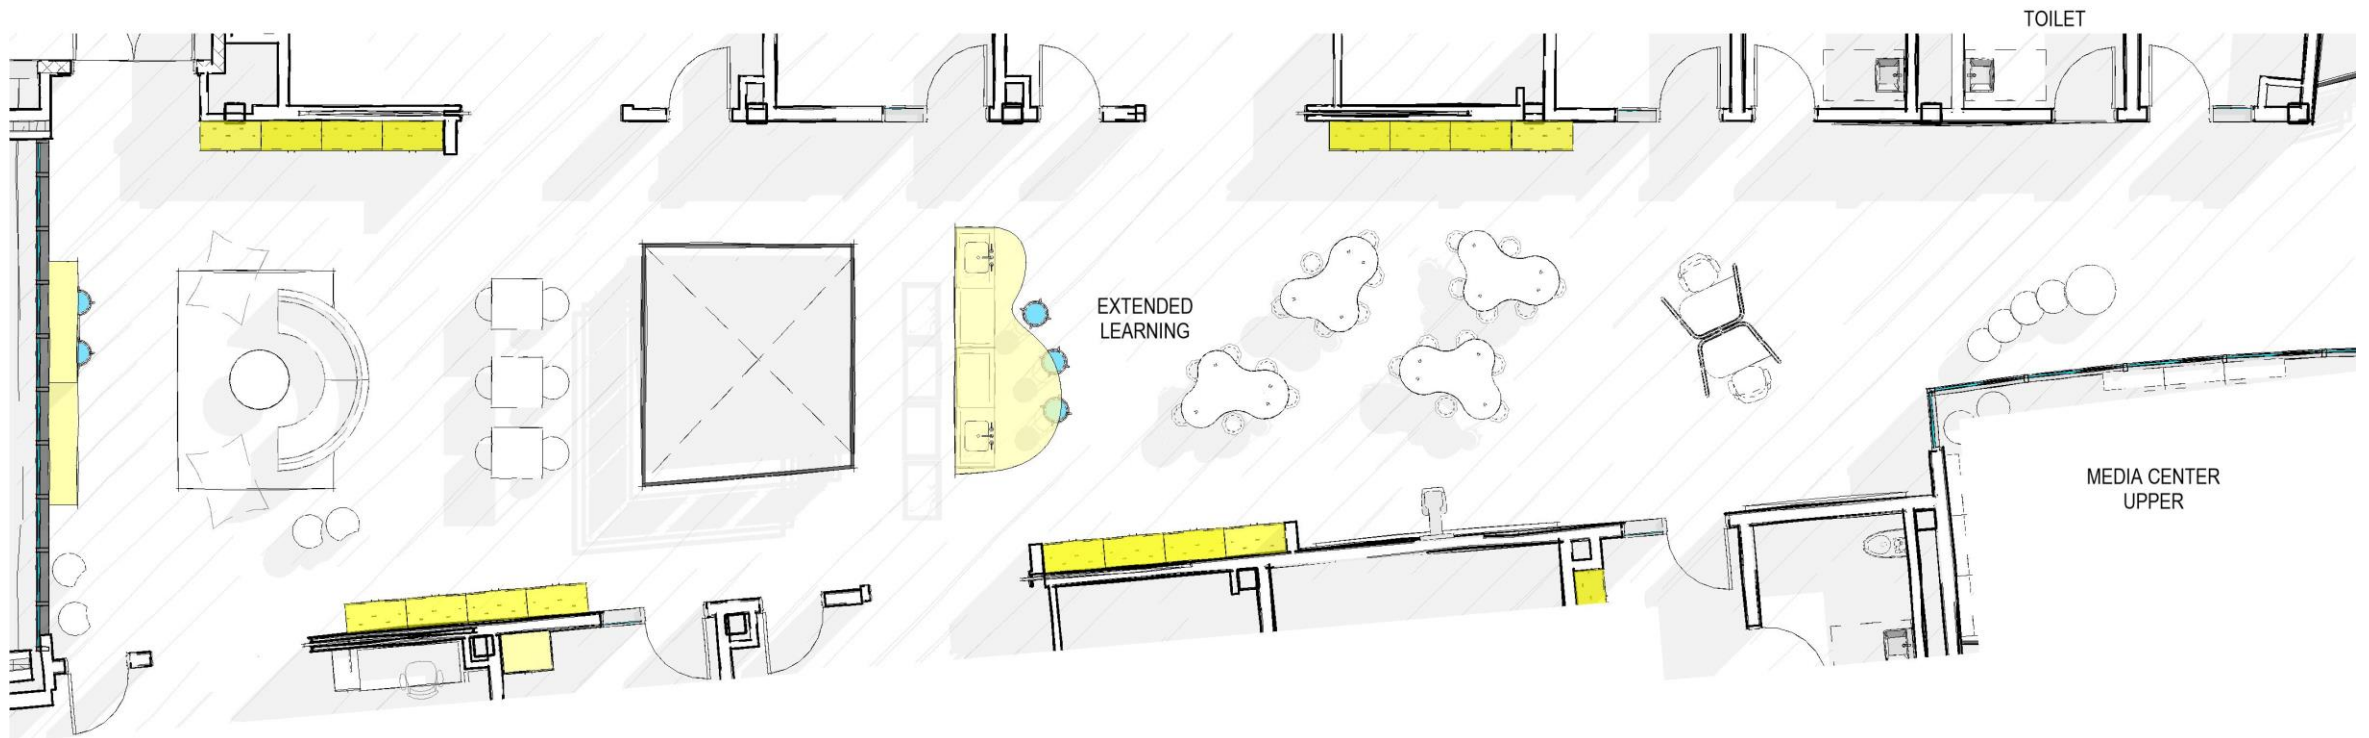 TOILET
EXTENDED
LEARNING
MEDIA CENTER
UPPER